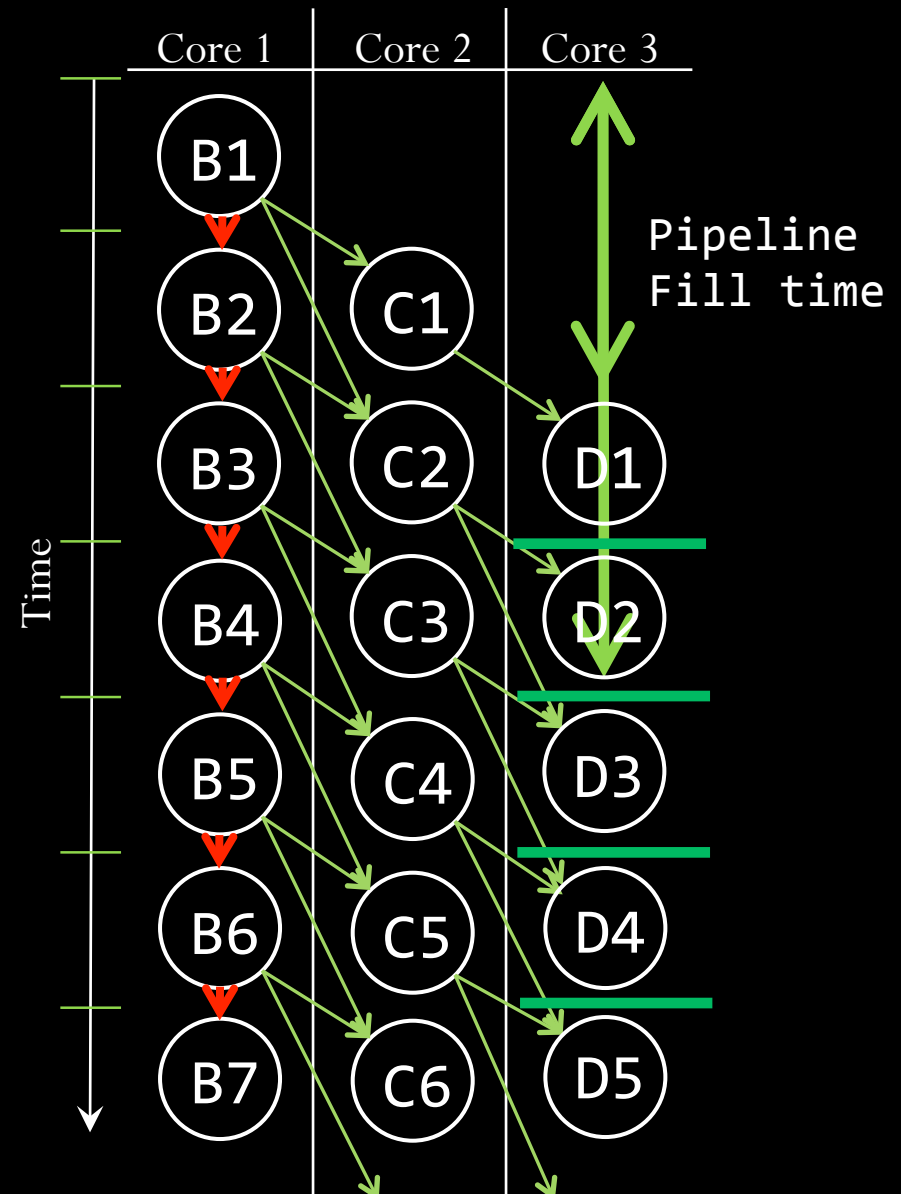 Core 1 Core 2 Core 3
B1
Pipeline
Fill time
B2 C1
B3 C2 D1
Time
B4 C3 D2
B5 C4 D3
B6 C5 D4
B7 C6 D5